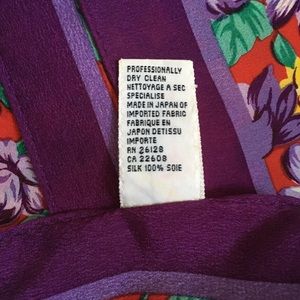 PROFESSIONALLY
DRY CLEAN
NETTOYAGE A SEC
SPECIALISE
MADE IN JAPAN OF
IMPORTED FABRIC
FABRIQUE EN
JAPON DETISSU
IMPORTE
RN 26128
CA 22608
SILK 100% SOIE